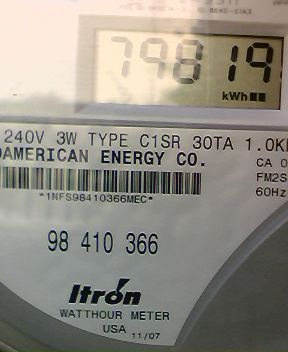 79819
kWh
240V 3W TYPE C1SR 30TA 1.0K
AMERICAN ENERGY CO.
CA 0
FM2S
60Hz
*1NFS98410366MEC*
98 410 366
Itron
WATTHOUR METER
USA 11/07